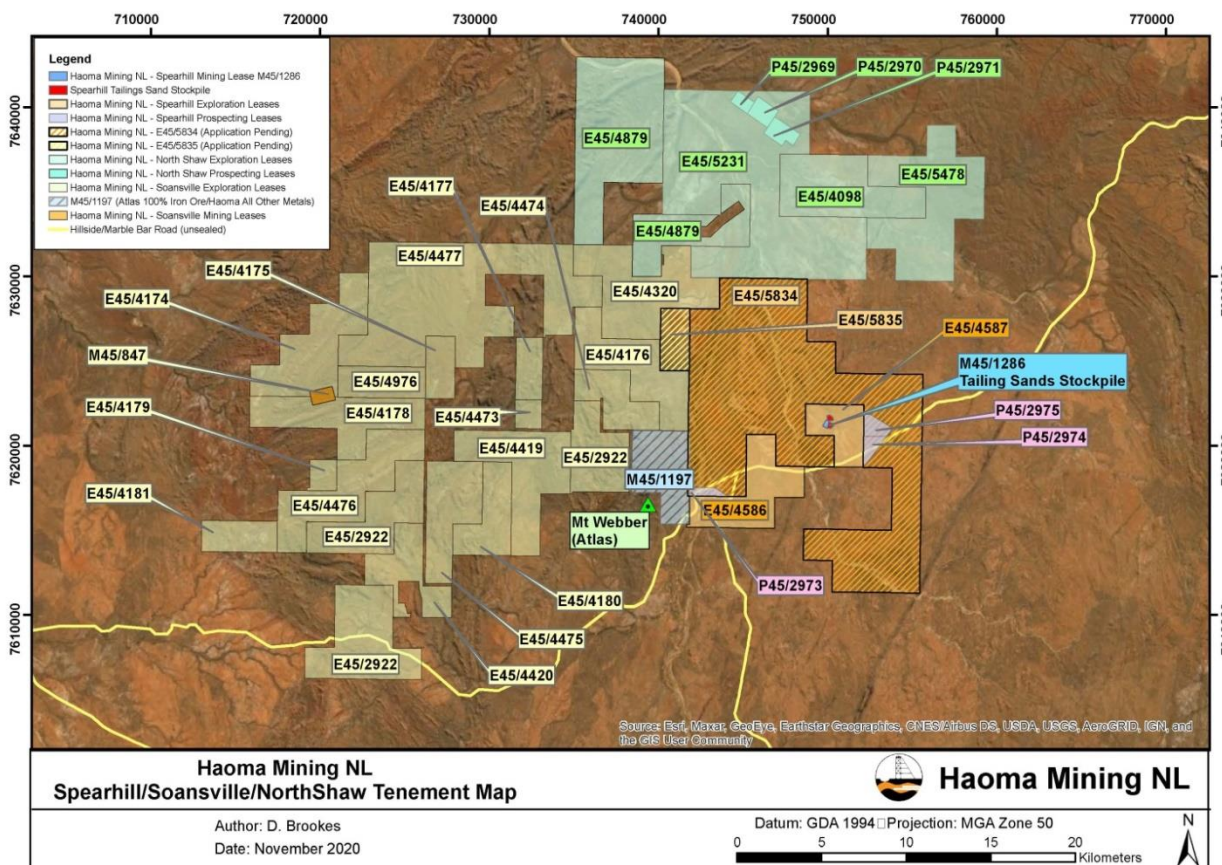 710000 720000 730000 740000 750000 760000 770000
Legend
Haoma Mining NL - Spearhill Mining Lease M45/1286
Spearhill Tailings Sand Stockpile
Haoma Mining NL - Spearhill Exploration Leases
Haoma Mining NL - Spearhill Prospecting Leases
Haoma Mining NL - E45/5834 (Application Pending)
Haoma Mining NL - E45/5835 (Application Pending)
Haoma Mining NL - North Shaw Exploration Leases
Haoma Mining NL - North Shaw Prospecting Leases
Haoma Mining NL - Soansville Exploration Leases
M45/1197 (Atlas 100% Iron Ore/Haoma All Other Metals)
Haoma Mining NL - Soansville Mining Leases
Hillside/Marble Bar Road (unsealed)
7640000
7630000
7620000
7610000
P45/2969
P45/2970
P45/2971
E45/4879
E45/5231
E45/5478
E45/4098
E45/4177
E45/4474
E45/4879
E45/4477
E45/4175
E45/4320
E45/5834
E45/4174
E45/5835
E45/4587
M45/847
E45/4176
M45/1286
Tailing Sands Stockpile
E45/4976
E45/4179
E45/4178
E45/4473
P45/2975
P45/2974
E45/4419
E45/2922
M45/1197
E45/4181
E45/4476
E45/4586
E45/2922
Mt Webber
(Atlas)
P45/2973
E45/4180
E45/4475
E45/2922
E45/4420
Source: Esri, Maxar, GeoEye, Earthstar Geographics, CNES/Airbus DS, USDA, USGS, AeroGRID, IGN, and
the GIS User Community
Haoma Mining NL
Spearhill/Soansville/NorthShaw Tenement Map
Haoma Mining NL
Author: D. Brookes
Date: November 2020
Datum: GDA 1994 □ Projection: MGA Zone 50
N
0 5 10 15 20
Kilometers